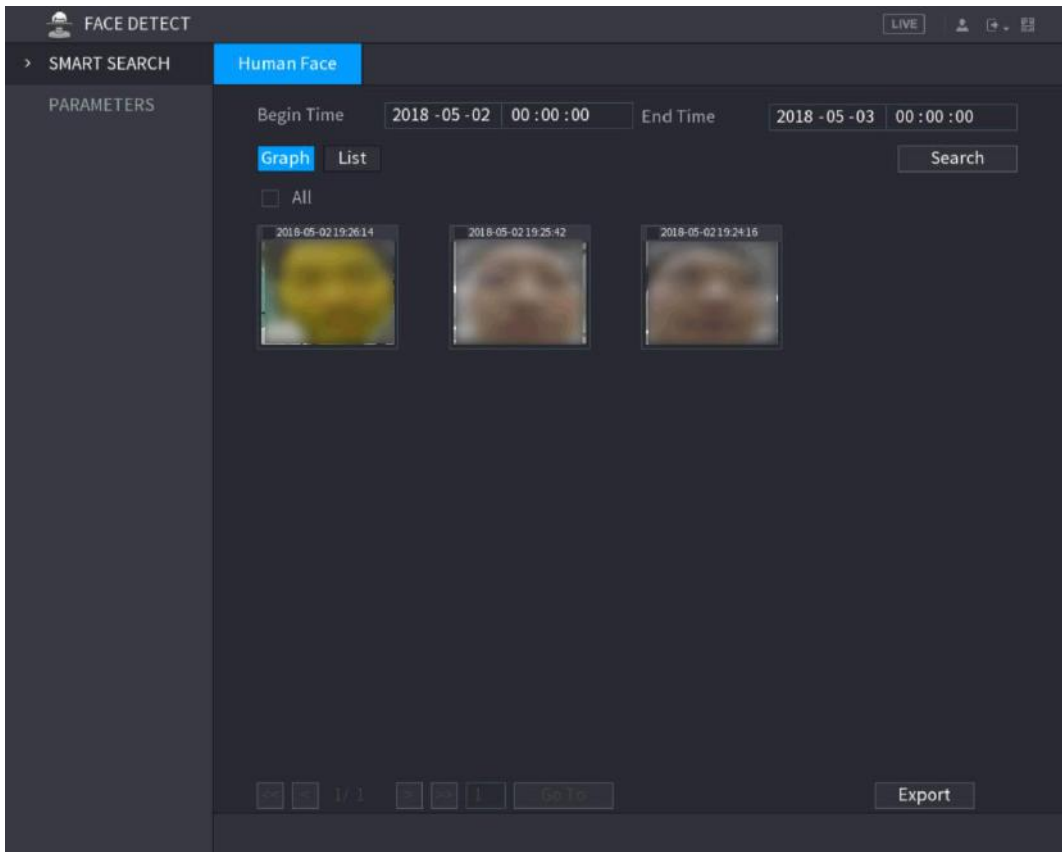 FACE DETECT
LIVE
> SMART SEARCH
Human Face
PARAMETERS
Begin Time 2018 - 05 - 02 00 : 00 : 00 End Time 2018 - 05 - 03 00 : 00 : 00
Graph List Search
All
2018-05-02 19:26:14 2018-05-02 19:25:42 2018-05-02 19:24:16
<< < 1/ 1 > >> 1 Go To Export